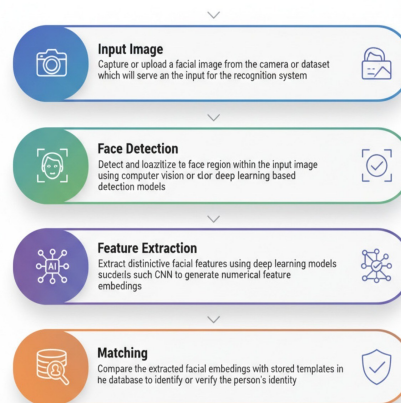 Input Image
Capture or upload a facial image from the camera or dataset
which will serve an the input for the recognition system
Face Detection
Detect and loazlitize to face region within the input image
using computer vision or clor deep learning based
detection models
AI
Feature Extraction
Extract distinictive facial features using deep learning models
sucdels such CNN to generate numerical feature
embedings
Matching
Compare the extracted facial embedings with stored templates in
he database to identify or verify the person's identity